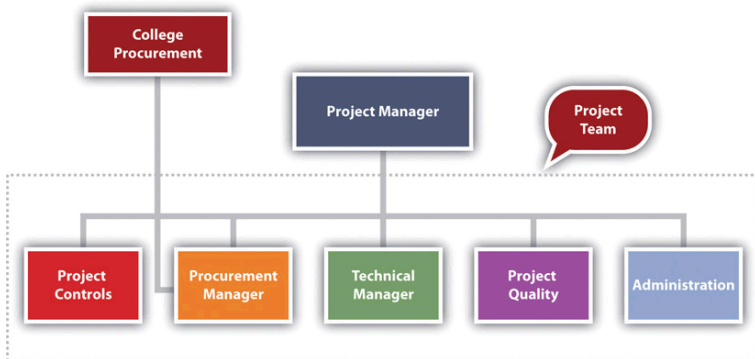 College
Procurement
Project Manager
Project
Team
Project
Controls
Procurement
Manager
Technical
Manager
Project
Quality
Administration